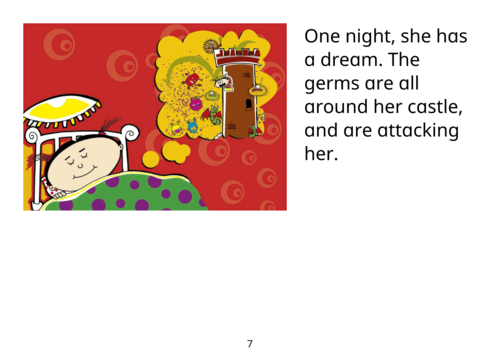 One night, she has
a dream. The
germs are all
around her castle,
and are attacking
her.
7